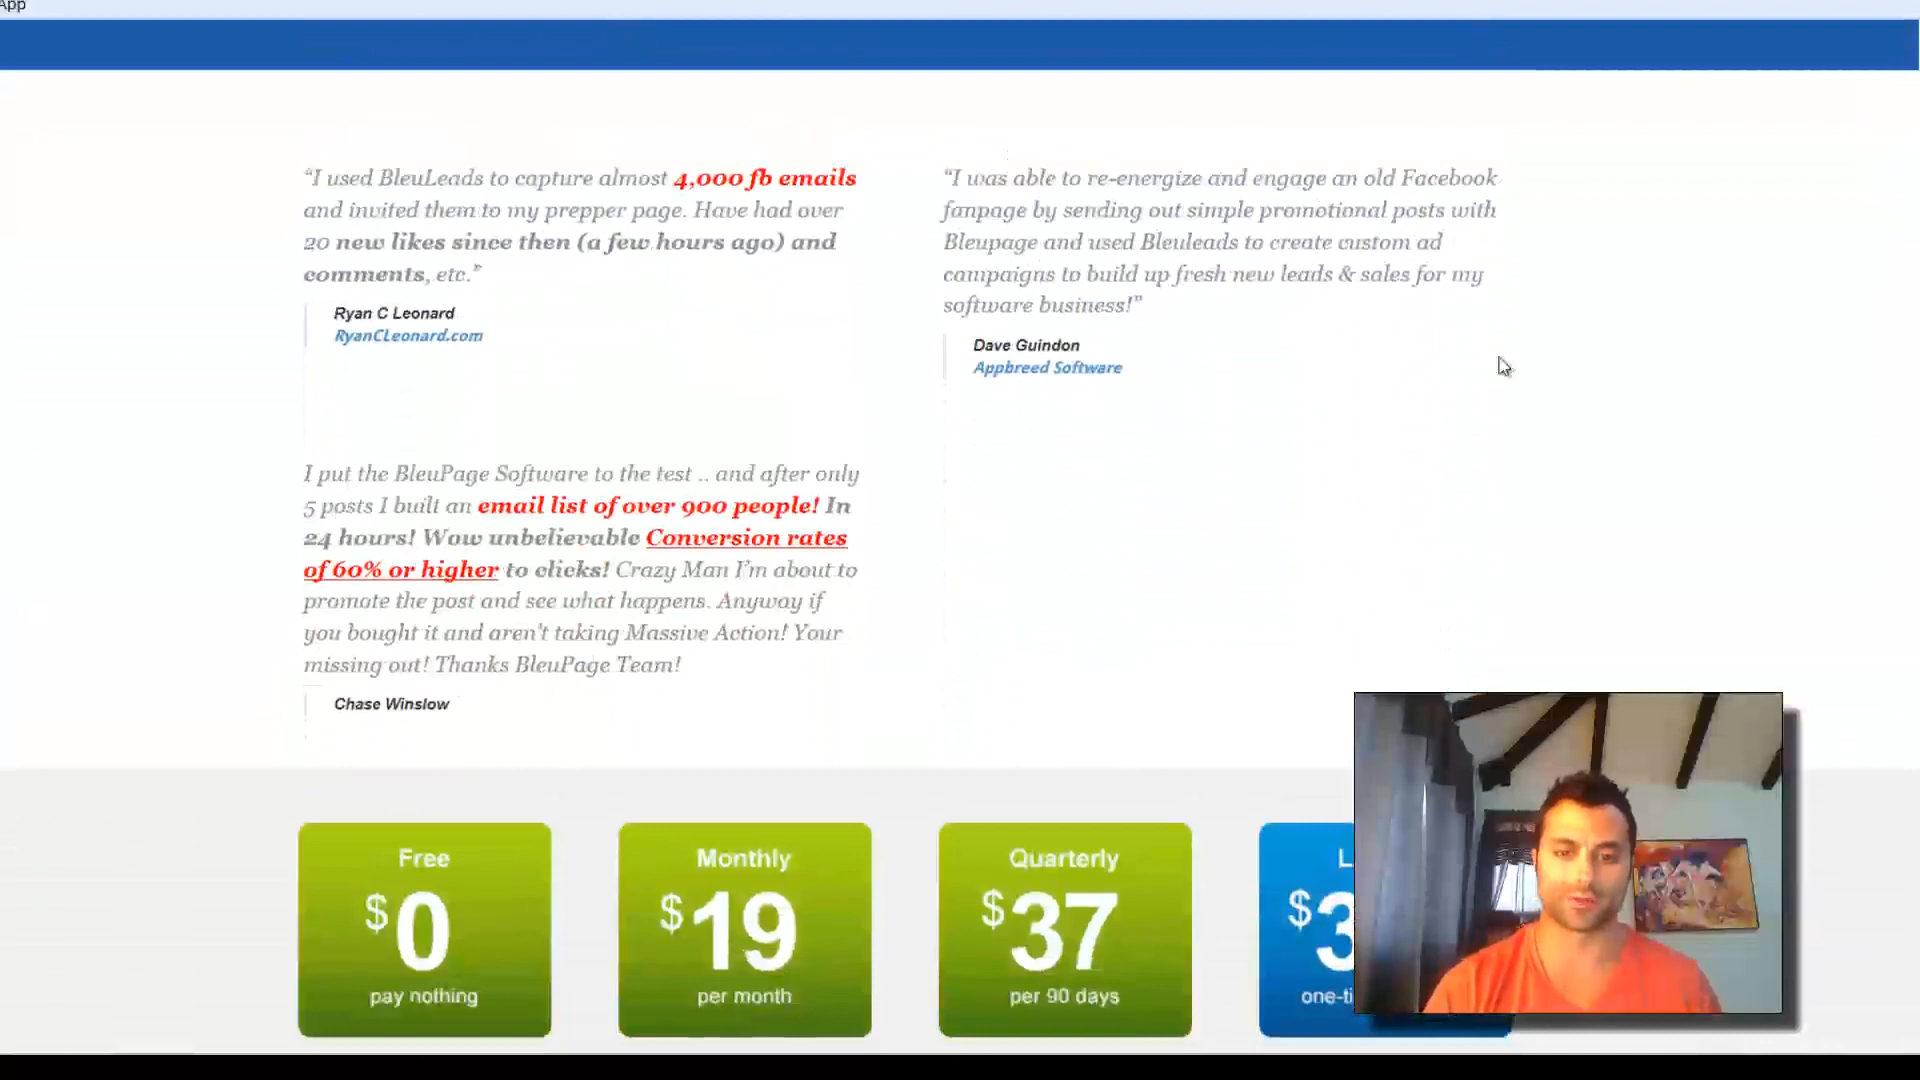 App
“I used BleuLeads to capture almost 4,000 fb emails
and invited them to my prepper page. Have had over
20 new likes since then (a few hours ago) and
comments, etc.”
Ryan C Leonard
RyanCLeonard.com
“I was able to re-energize and engage an old Facebook
fanpage by sending out simple promotional posts with
Bleupage and used Bleuleads to create custom ad
campaigns to build up fresh new leads & sales for my
software business!”
Dave Guindon
Appbreed Software
I put the BleuPage Software to the test .. and after only
5 posts I built an email list of over 900 people! In
24 hours! Wow unbelievable Conversion rates
of 60% or higher to clicks! Crazy Man I’m about to
promote the post and see what happens. Anyway if
you bought it and aren’t taking Massive Action! Your
missing out! Thanks BleuPage Team!
Chase Winslow
Free
$0
pay nothing
Monthly
$19
per month
Quarterly
$37
per 90 days
L
$3
one-ti